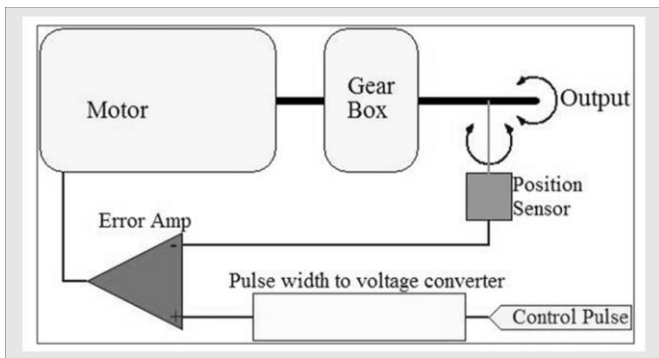 Motor
Gear
Box
Output
Position
Sensor
Error Amp
-
Pulse width to voltage converter
+
Control Pulse